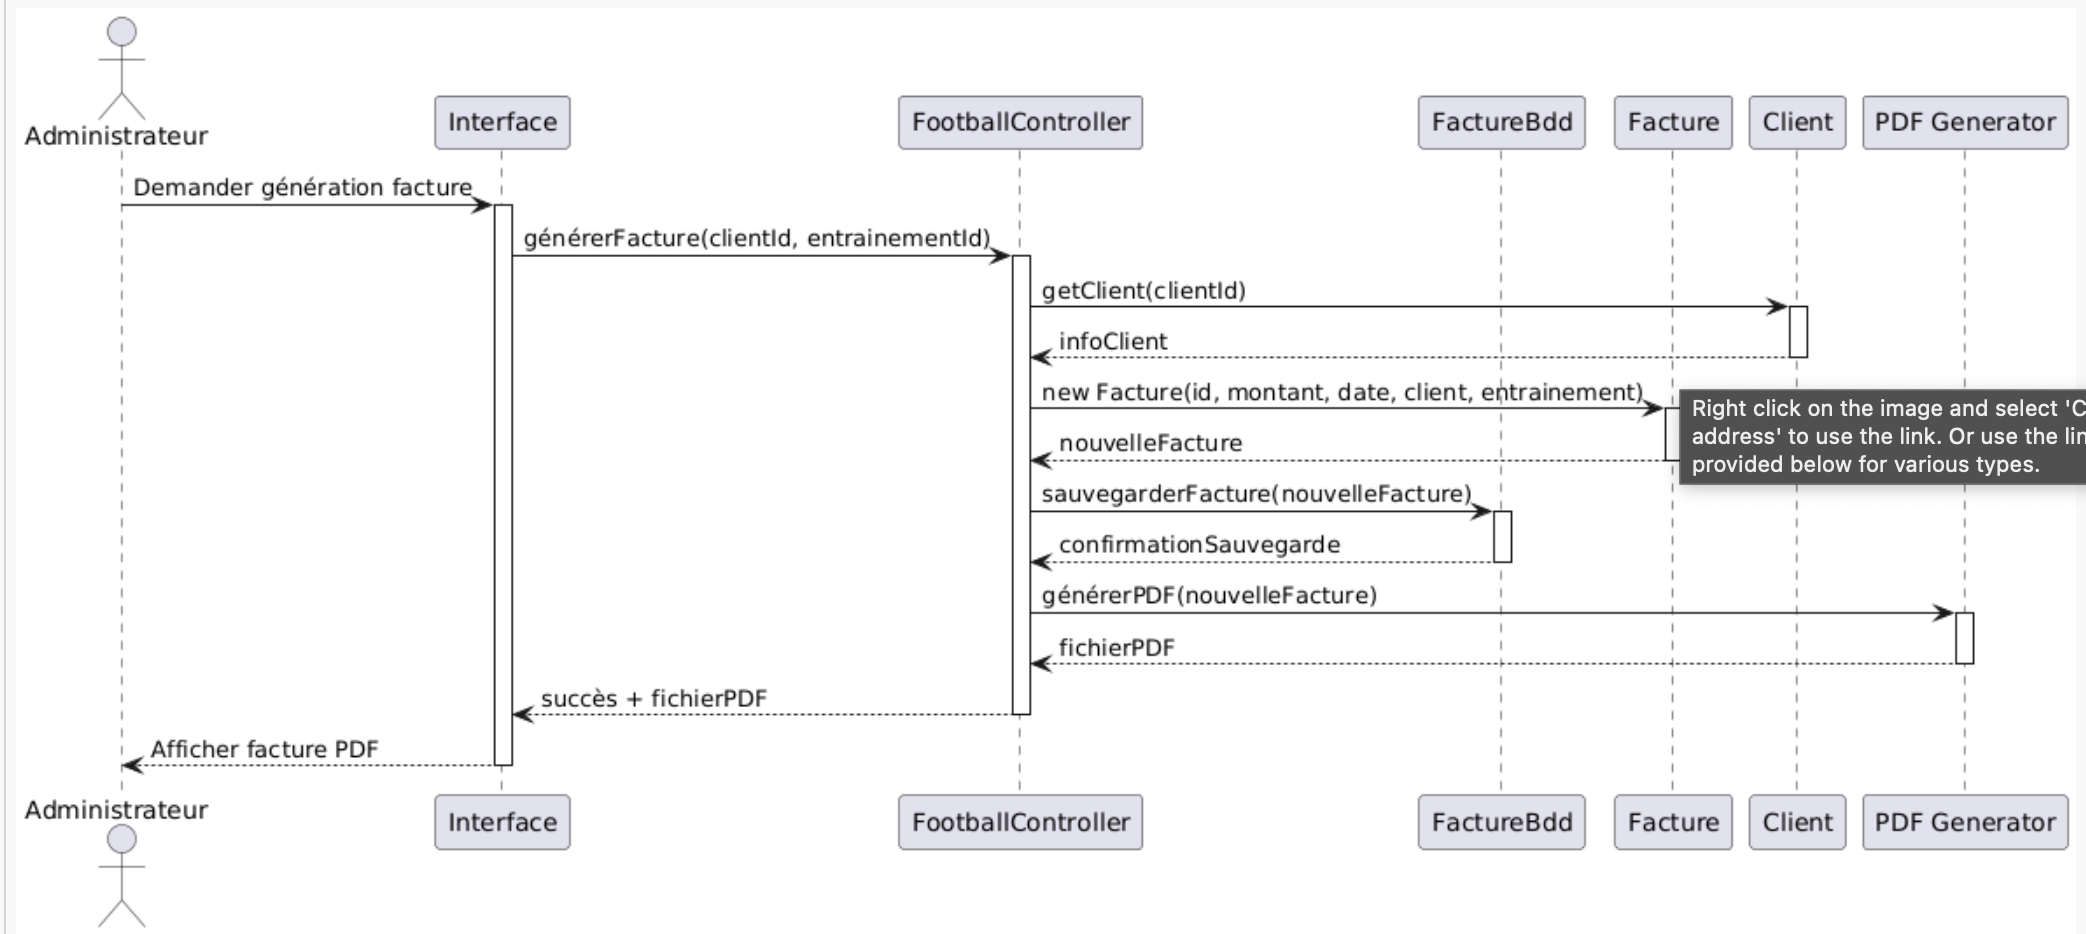 Administrateur
Interface
FootballController
FactureBdd
Facture
Client
PDF Generator
Demander génération facture
générerFacture(clientId, entrainementId)
getClient(clientId)
infoClient
new Facture(id, montant, date, client, entrainement)
Right click on the image and select 'C
address' to use the link. Or use the lin
provided below for various types.
nouvelleFacture
sauvegarderFacture(nouvelleFacture)
confirmationSauvegarde
générerPDF(nouvelleFacture)
fichierPDF
succès + fichierPDF
Afficher facture PDF
Administrateur
Interface
FootballController
FactureBdd
Facture
Client
PDF Generator